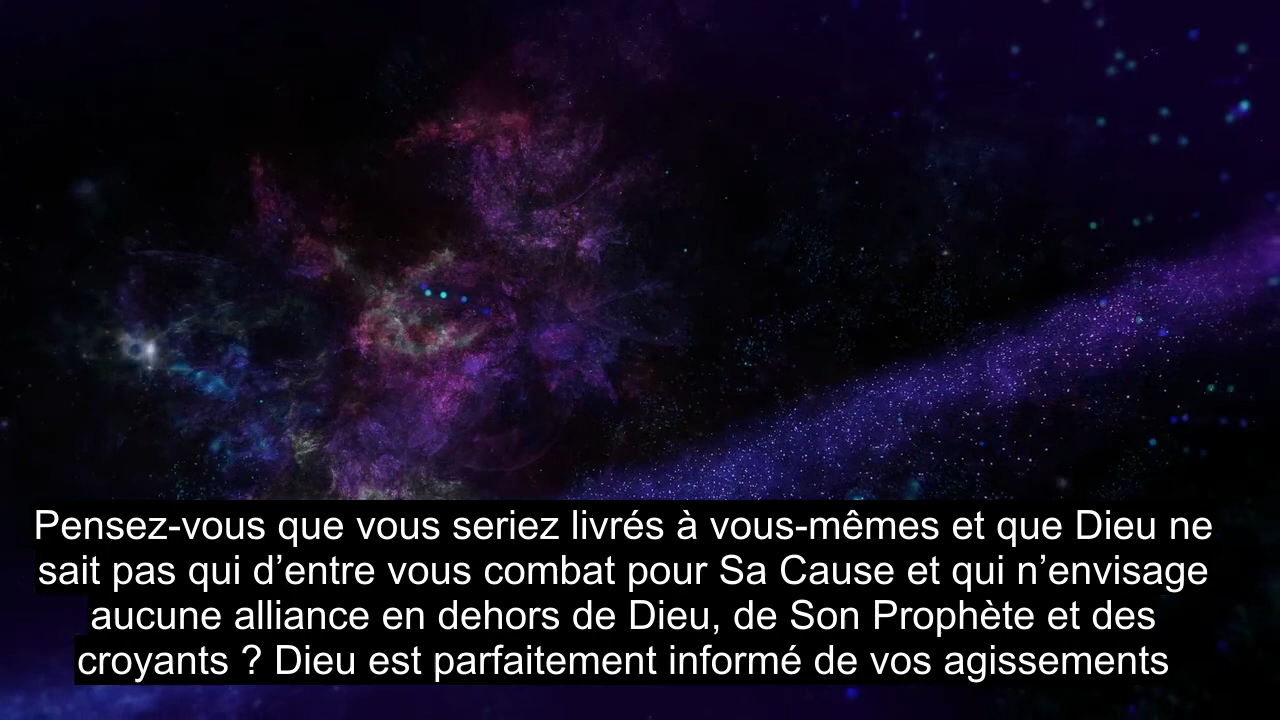 Pensez-vous que vous seriez livrés à vous-mêmes et que Dieu ne
sait pas qui d’entre vous combat pour Sa Cause et qui n’envisage
aucune alliance en dehors de Dieu, de Son Prophète et des
croyants ? Dieu est parfaitement informé de vos agissements